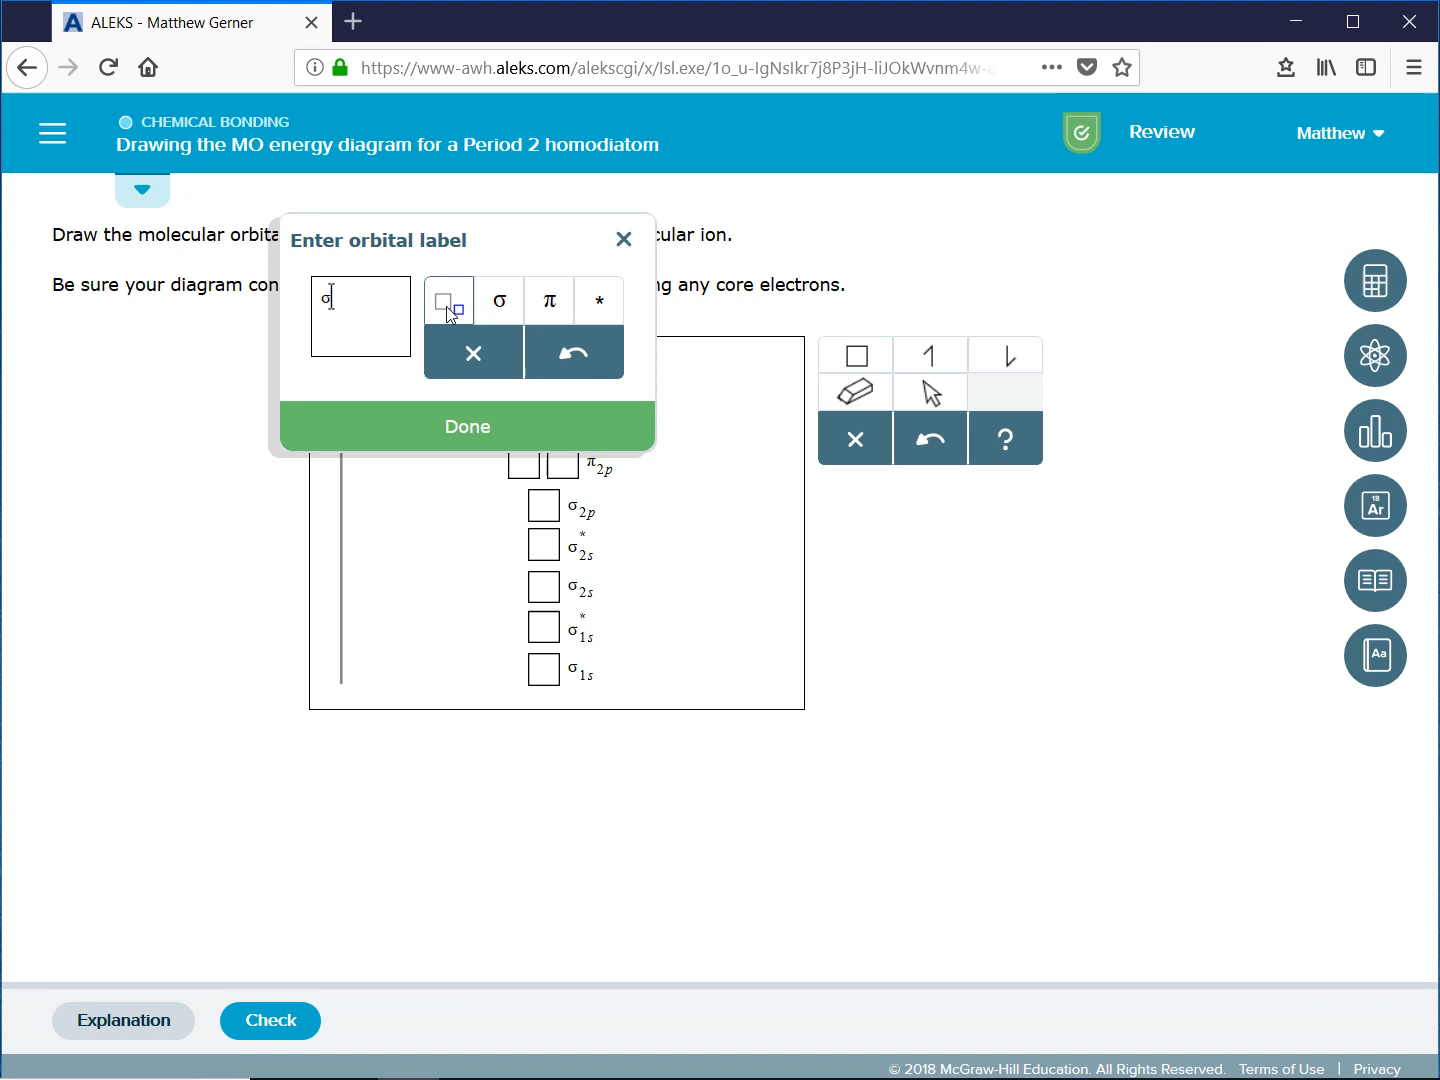 ALEKS - Matthew Gerner
https://www-awh.aleks.com/alekscgi/x/Isl.exe/1o_u-IgNsIkr7j8P3jH-liJOkWvnm4w-a
CHEMICAL BONDING
Drawing the MO energy diagram for a Period 2 homodiatom
Review
Matthew
Draw the molecular orbita
cular ion.
Be sure your diagram con
ng any core electrons.
Enter orbital label
σ
σ π *
Done
π2p
σ2p
σ*2s
σ2s
σ*1s
σ1s
?
18
Ar
Aa
Explanation
Check
© 2018 McGraw-Hill Education. All Rights Reserved. Terms of Use | Privacy